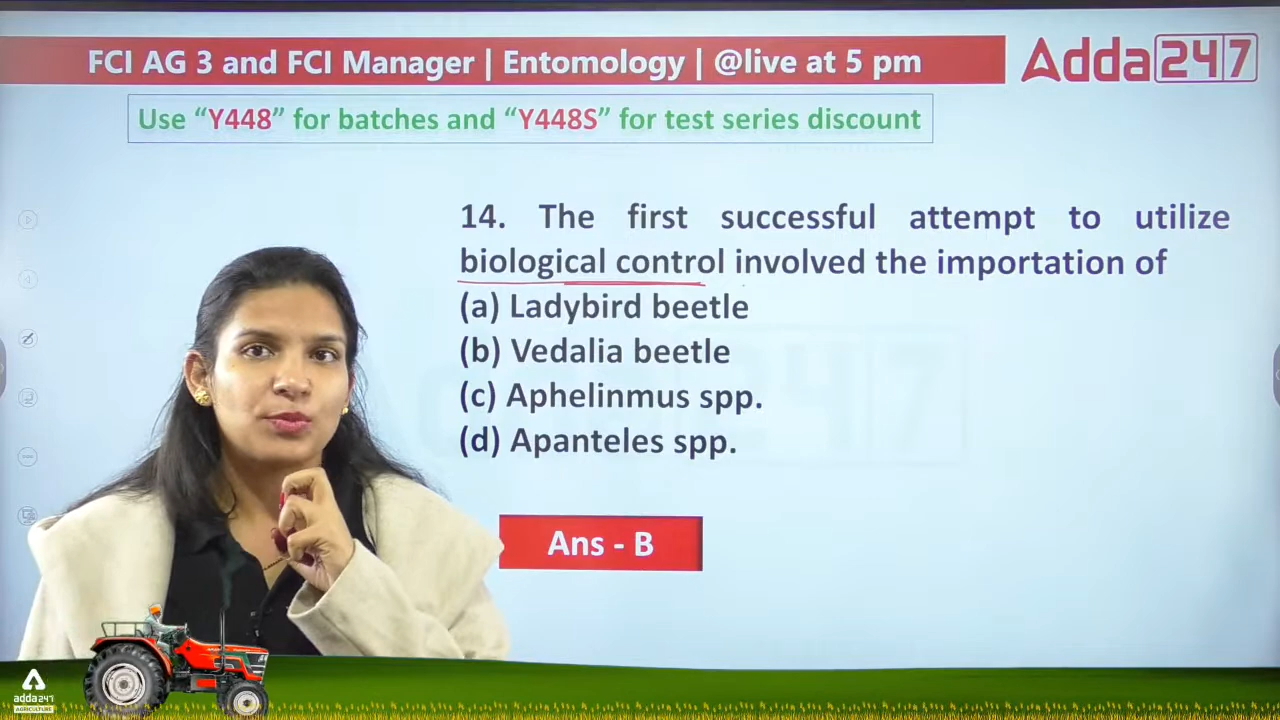 FCI AG 3 and FCI Manager | Entomology | @live at 5 pm
Adda247
Use “Y448” for batches and “Y448S” for test series discount
14. The first successful attempt to utilize
biological control involved the importation of
(a) Ladybird beetle
(b) Vedalia beetle
(c) Aphelinmus spp.
(d) Apanteles spp.
Ans - B
adda247
AGRICULTURE